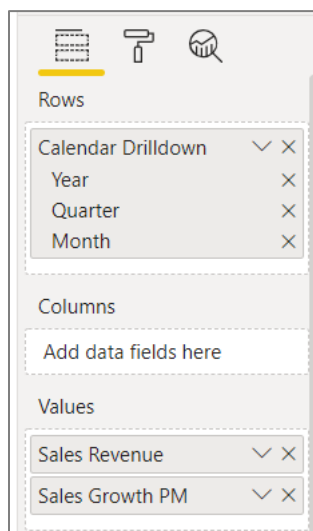 Rows
Calendar Drilldown
Year
Quarter
Month
Columns
Add data fields here
Values
Sales Revenue
Sales Growth PM